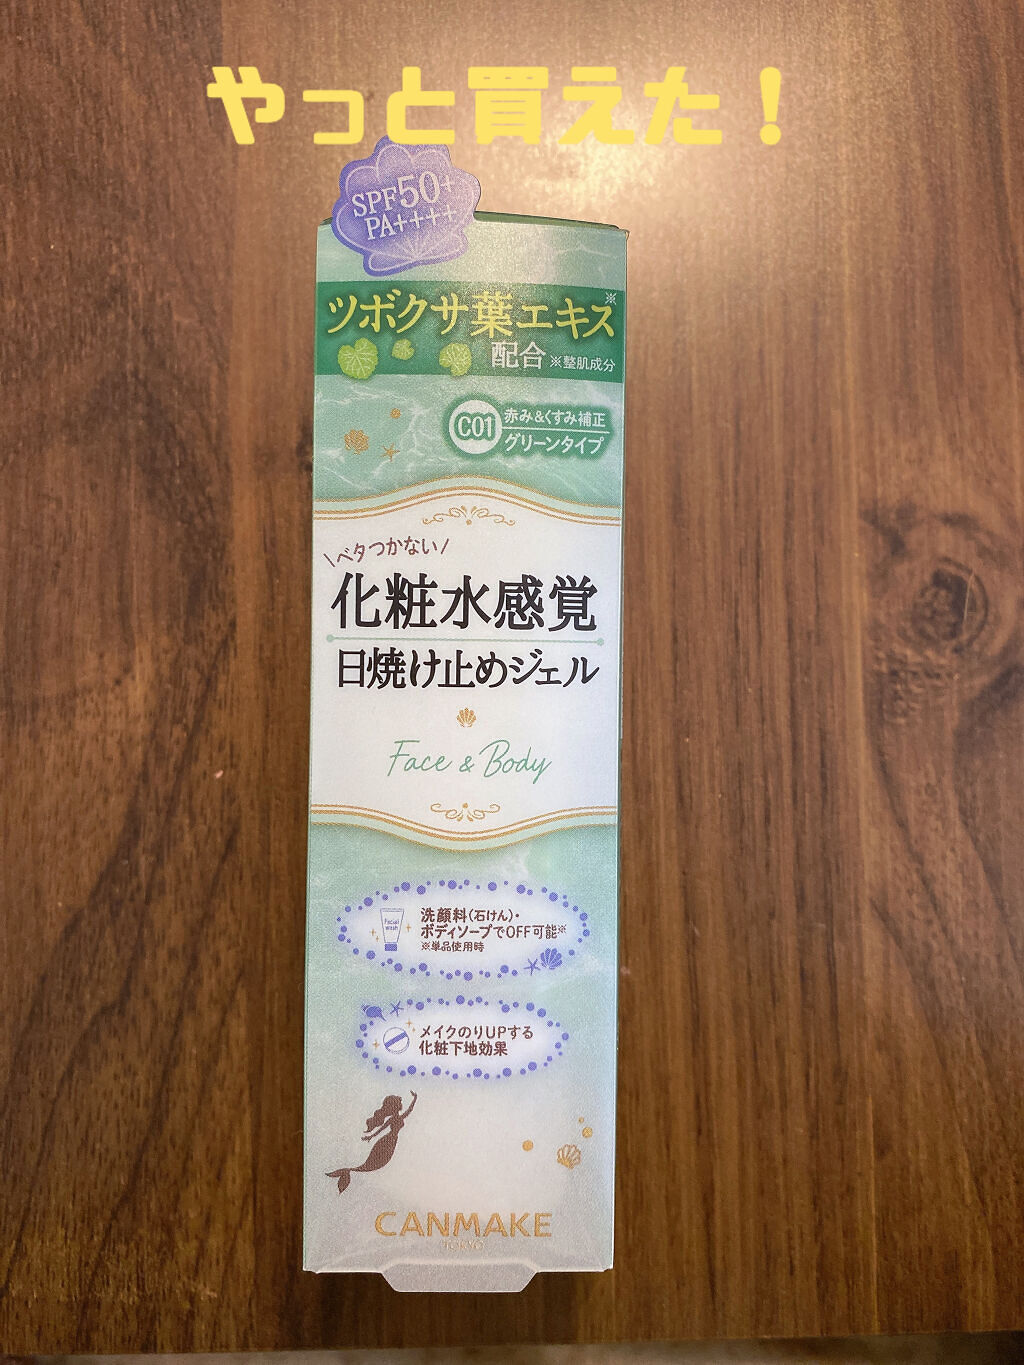 やっと買えた！
SPF50+
PA++++
ツボクサ葉エキス※
配合 ※整肌成分
C01 赤み&くすみ補正
グリーンタイプ
\ベタつかない/
化粧水感覚
日焼け止めジェル
Face & Body
Facial
wash
洗顔料(石けん)・
ボディソープでOFF可能※
※単品使用時
メイクのりUPする
化粧下地効果
CANMAKE
TOKYO